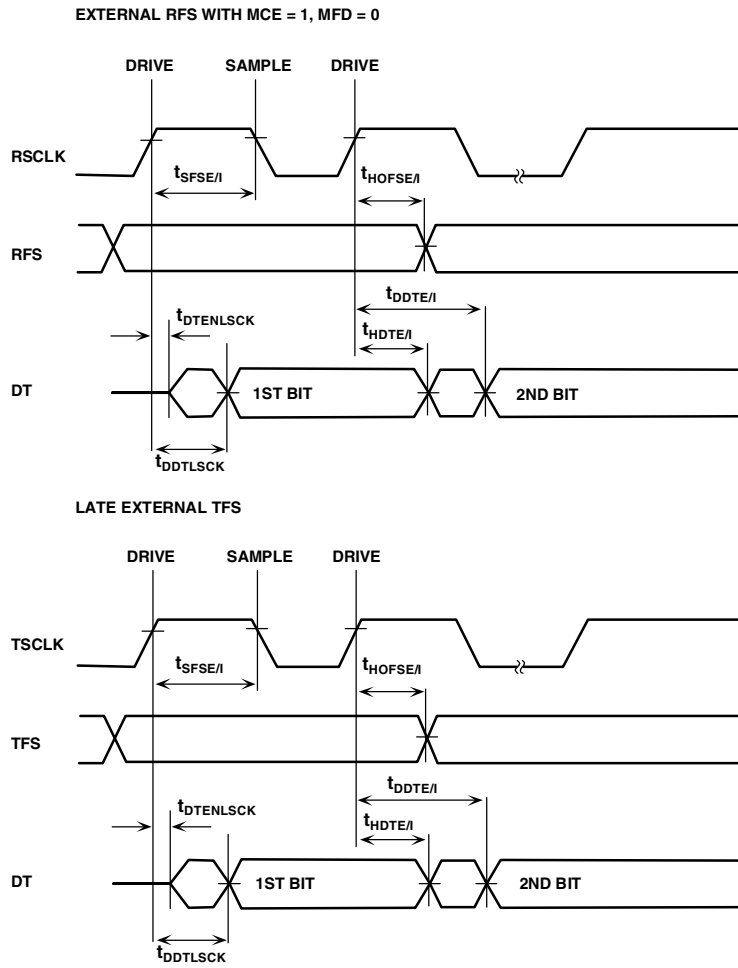 EXTERNAL RFS WITH MCE = 1, MFD = 0
DRIVE SAMPLE DRIVE
RSCLK
tSFSE/I
tHOFSE/I
RFS
tDDTE/I
tDTENLSCK
tHDTE/I
DT
1ST BIT
2ND BIT
tDDTLSCK
LATE EXTERNAL TFS
DRIVE SAMPLE DRIVE
TSCLK
tSFSE/I
tHOFSE/I
TFS
tDDTE/I
tDTENLSCK
tHDTE/I
DT
1ST BIT
2ND BIT
tDDTLSCK